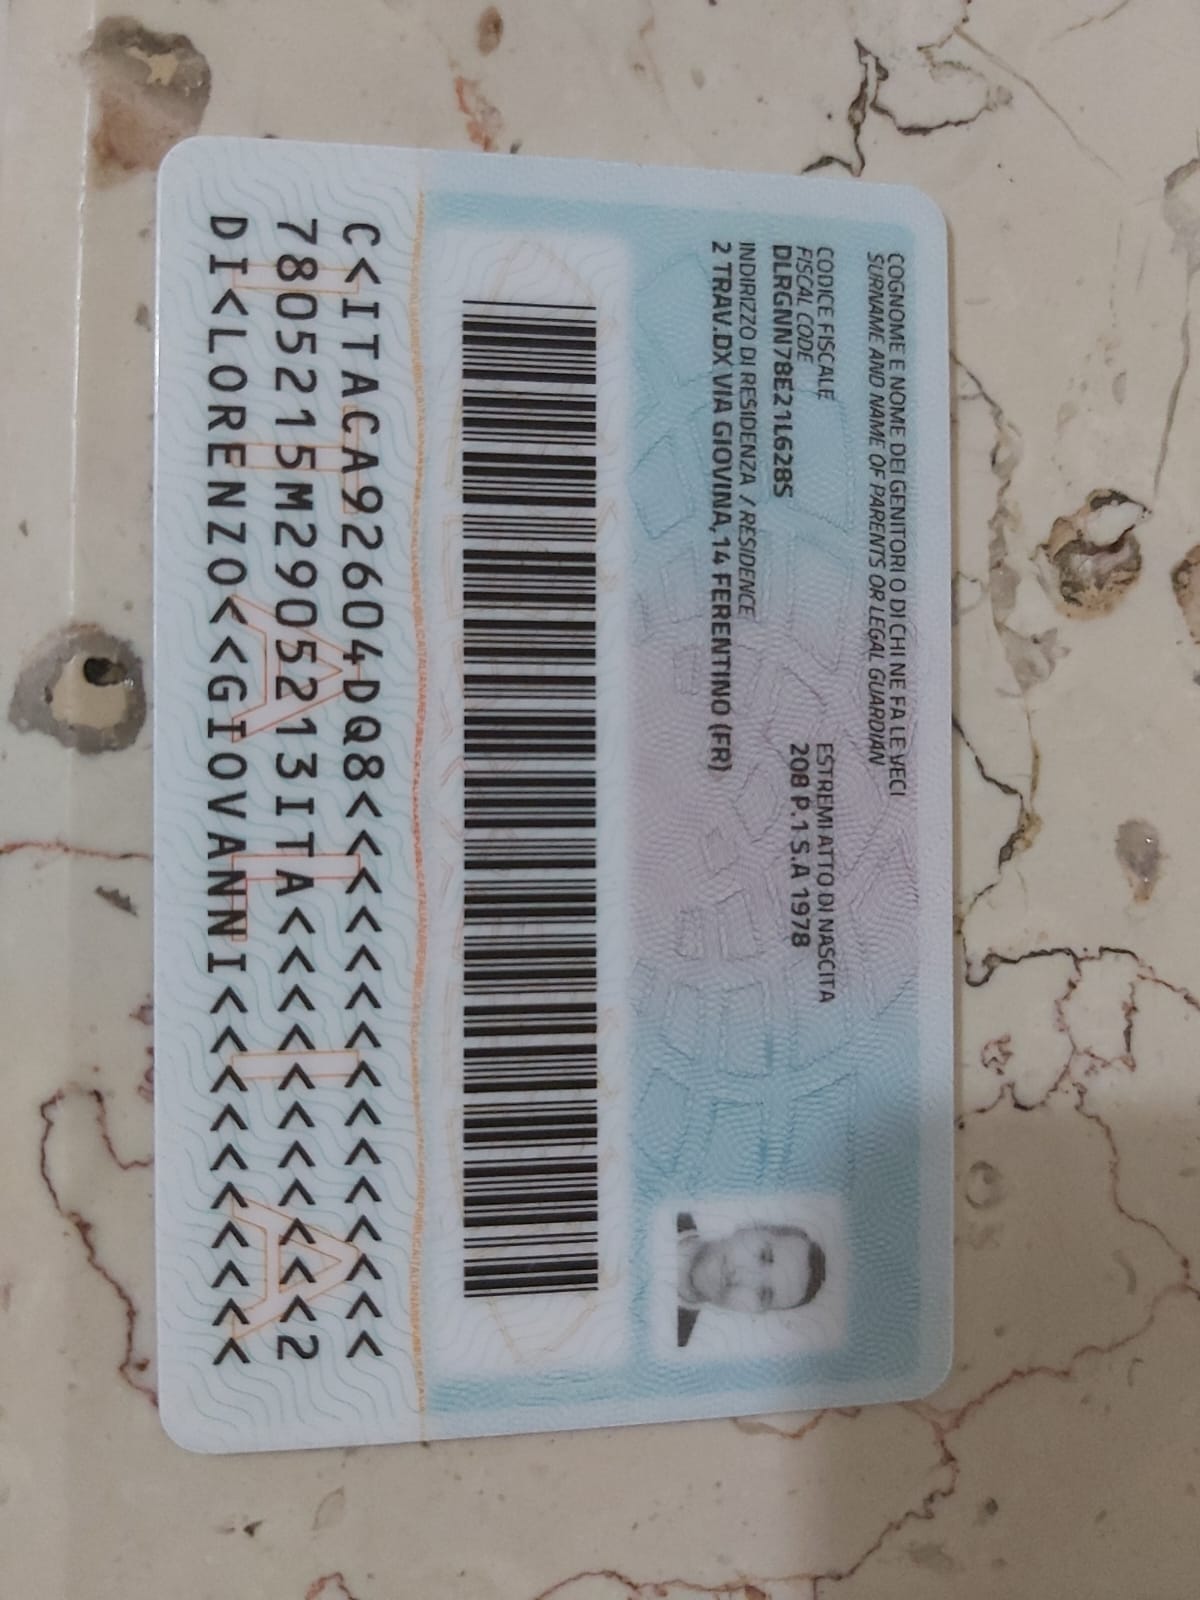 COGNOME E NOME DEI GENITORI O DI CHI NE FA LE VECI
SURNAME AND NAME OF PARENTS OR LEGAL GUARDIAN
CODICE FISCALE
FISCAL CODE
DLRGNN78E21L628S
ESTREMI ATTO DI NASCITA
208 P.1 S.A 1978
INDIRIZZO DI RESIDENZA / RESIDENCE
2 TRAV.DX VIA GIOVINA, 14 FERENTINO (FR)
C<ITACA92604DQ8<<<<<<<<<<<<<<<
7805215M2905213ITA<<<<<<<<<<<2
DI<LORENZO<<GIOVANNI<<<<<<<<<<